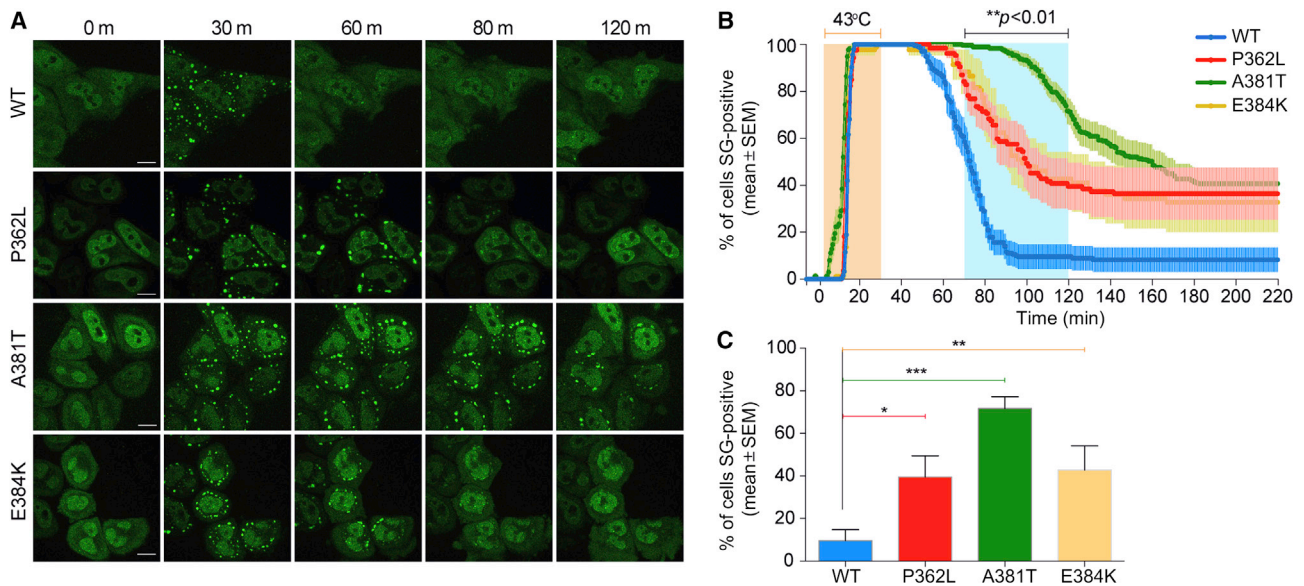 A
0 m 30 m 60 m 80 m 120 m
WT
P362L
A381T
E384K
B
43°C
**p<0.01
WT
P362L
A381T
E384K
% of cells SG-positive
(mean± SEM)
100
80
60
40
20
0
0 20 40 60 80 100 120 140 160 180 200 220
Time (min)
C
% of cells SG-positive
(mean± SEM)
100
80
60
40
20
0
**
***
*
WT P362L A381T E384K